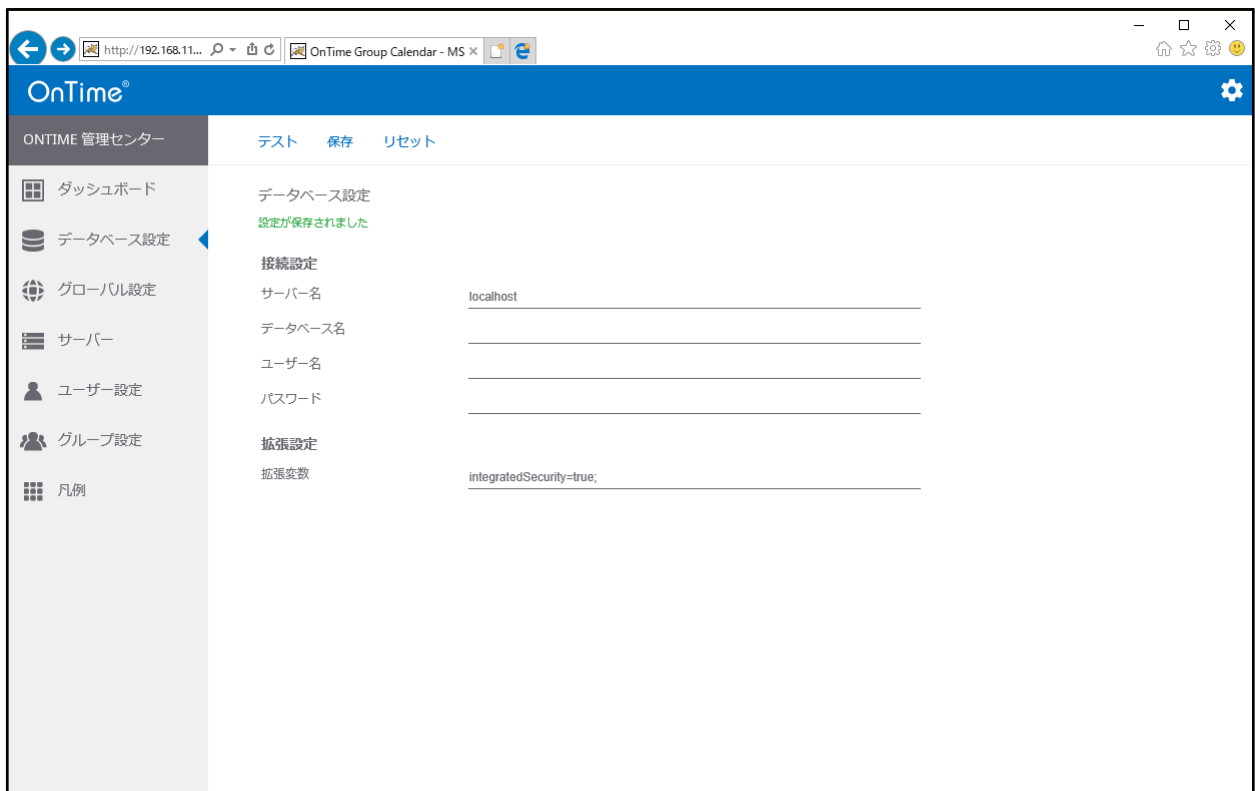 http://192.168.11...
OnTime Group Calendar - MS
OnTime®
ONTIME 管理センター
テスト 保存 リセット
ダッシュボード
データベース設定
グローバル設定
サーバー
ユーザー設定
グループ設定
凡例
データベース設定
設定が保存されました
接続設定
サーバー名 localhost
データベース名
ユーザー名
パスワード
拡張設定
拡張変数 integratedSecurity=true;